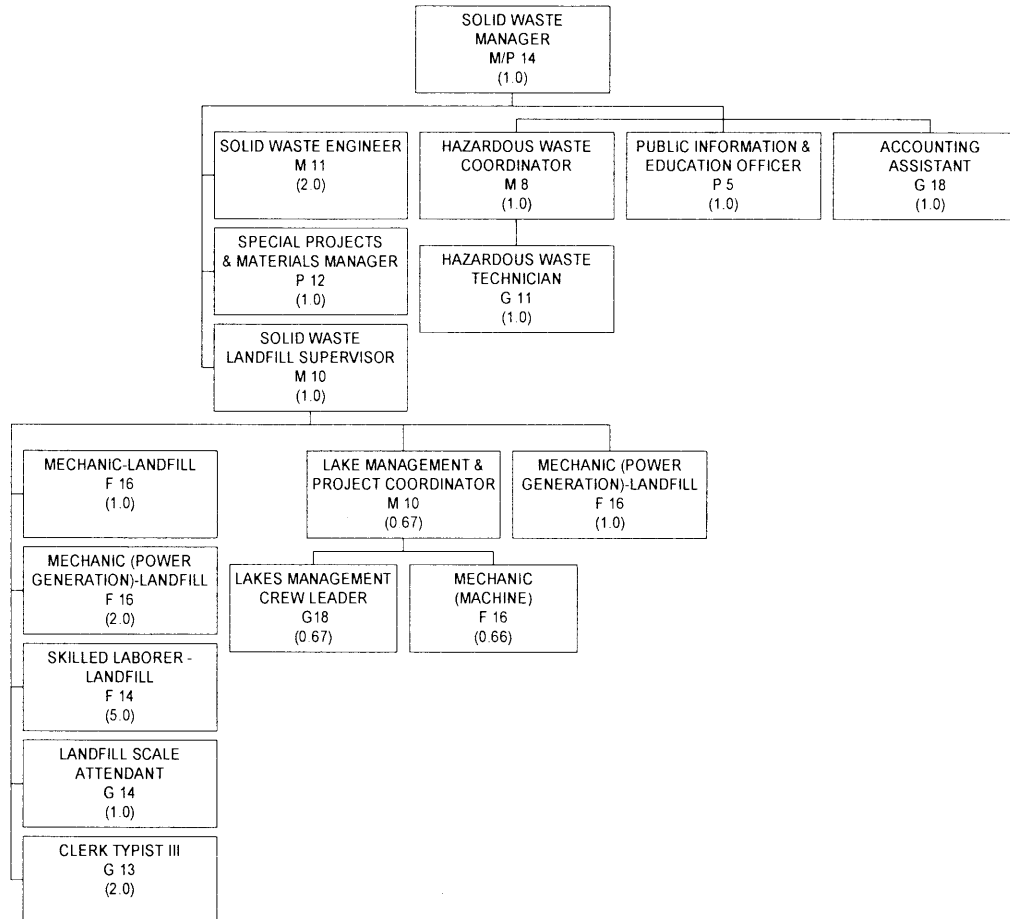 SOLID WASTE
MANAGER
M/P 14
(1.0)
SOLID WASTE ENGINEER
M 11
(2.0)
HAZARDOUS WASTE
COORDINATOR
M 8
(1.0)
PUBLIC INFORMATION &
EDUCATION OFFICER
P 5
(1.0)
ACCOUNTING
ASSISTANT
G 18
(1.0)
SPECIAL PROJECTS
& MATERIALS MANAGER
P 12
(1.0)
HAZARDOUS WASTE
TECHNICIAN
G 11
(1.0)
SOLID WASTE
LANDFILL SUPERVISOR
M 10
(1.0)
MECHANIC-LANDFILL
F 16
(1.0)
LAKE MANAGEMENT &
PROJECT COORDINATOR
M 10
(0.67)
MECHANIC (POWER
GENERATION)-LANDFILL
F 16
(1.0)
MECHANIC (POWER
GENERATION)-LANDFILL
F 16
(2.0)
LAKES MANAGEMENT
CREW LEADER
G18
(0.67)
MECHANIC
(MACHINE)
F 16
(0.66)
SKILLED LABORER -
LANDFILL
F 14
(5.0)
LANDFILL SCALE
ATTENDANT
G 14
(1.0)
CLERK TYPIST III
G 13
(2.0)